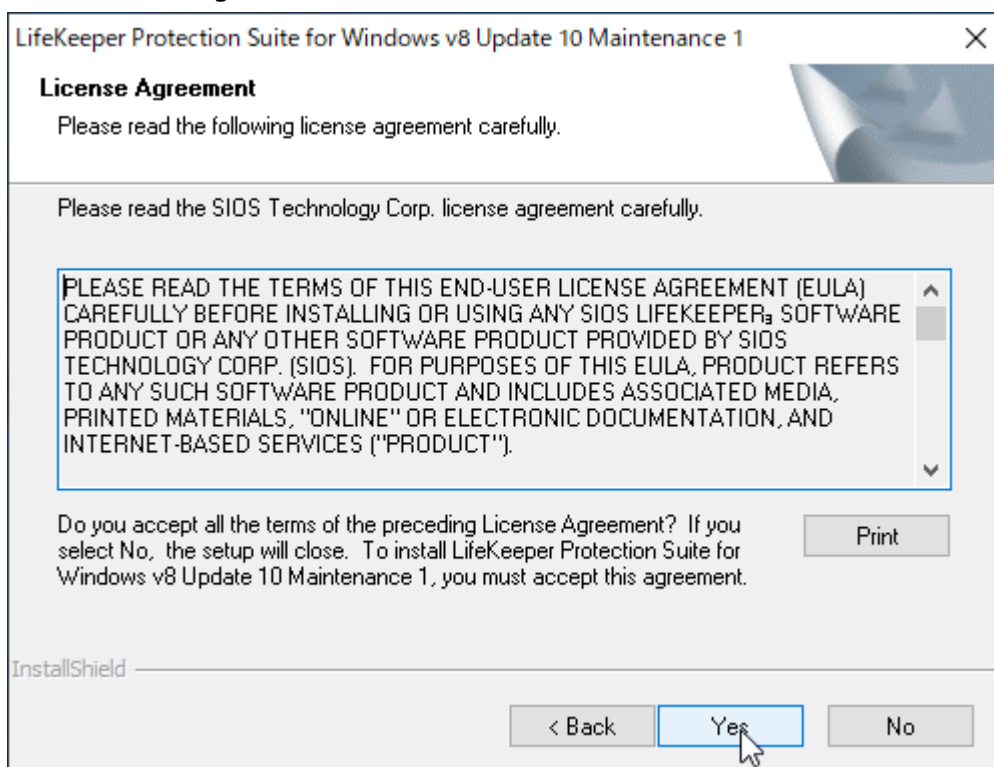 LifeKeeper Protection Suite for Windows v8 Update 10 Maintenance 1
License Agreement
Please read the following license agreement carefully.
Please read the SIOS Technology Corp. license agreement carefully.
PLEASE READ THE TERMS OF THIS END-USER LICENSE AGREEMENT (EULA)
CAREFULLY BEFORE INSTALLING OR USING ANY SIOS LIFEKEEPER₃ SOFTWARE
PRODUCT OR ANY OTHER SOFTWARE PRODUCT PROVIDED BY SIOS
TECHNOLOGY CORP. (SIOS).  FOR PURPOSES OF THIS EULA, PRODUCT REFERS
TO ANY SUCH SOFTWARE PRODUCT AND INCLUDES ASSOCIATED MEDIA,
PRINTED MATERIALS, "ONLINE" OR ELECTRONIC DOCUMENTATION, AND
INTERNET-BASED SERVICES ("PRODUCT").
Do you accept all the terms of the preceding License Agreement?  If you
select No,  the setup will close.  To install LifeKeeper Protection Suite for
Windows v8 Update 10 Maintenance 1, you must accept this agreement.
Print
InstallShield
< Back
Yes
No